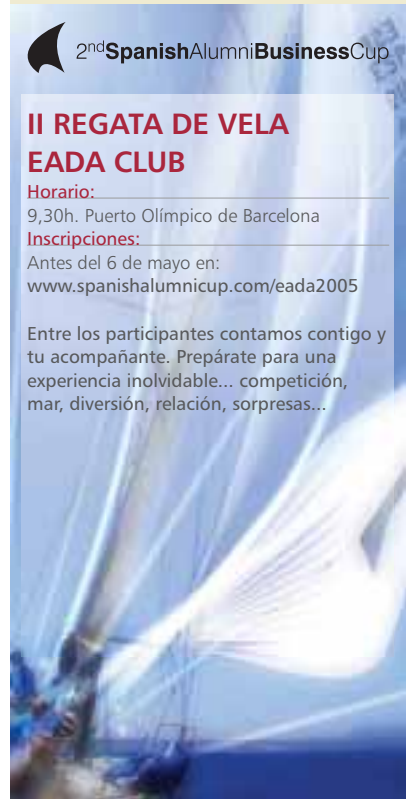 2nd SpanishAlumniBusinessCup
II REGATA DE VELA
EADA CLUB
Horario:
9,30h. Puerto Olímpico de Barcelona
Inscripciones:
Antes del 6 de mayo en:
www.spanishalumnicup.com/eada2005
Entre los participantes contamos contigo y
tu acompañante. Prepárate para una
experiencia inolvidable... competición,
mar, diversión, relación, sorpresas...